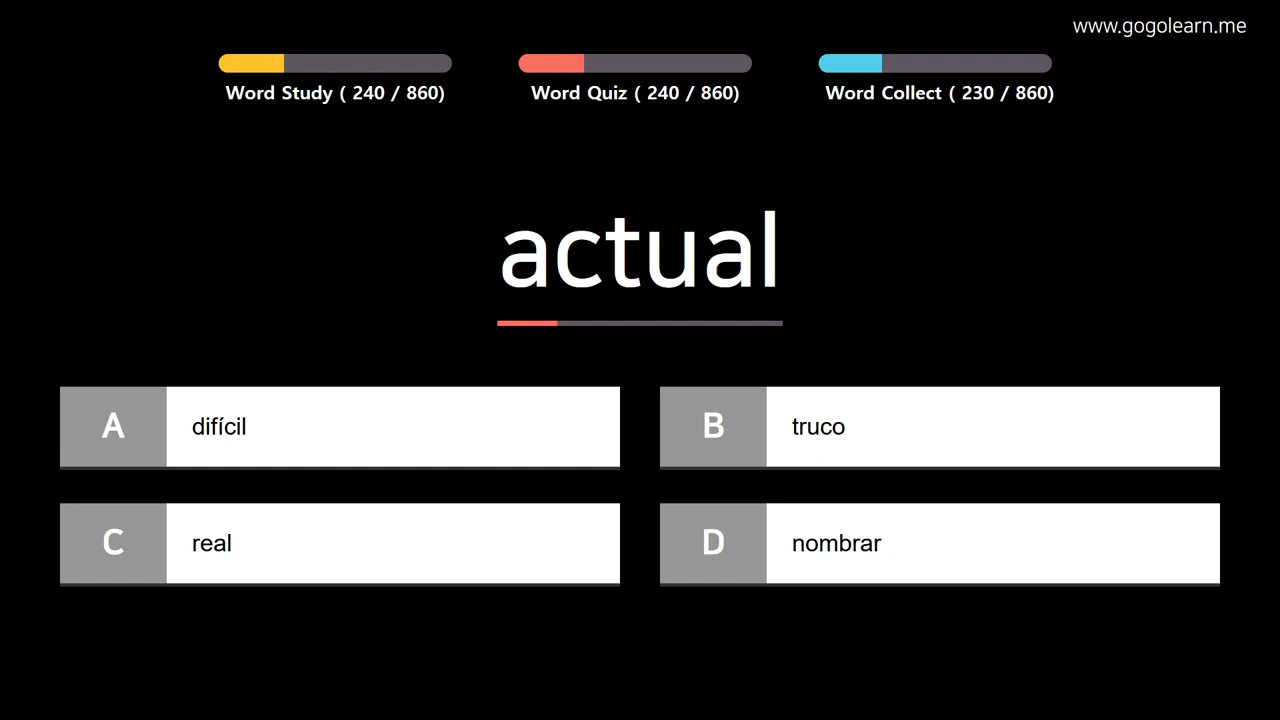 www.gogolearn.me
Word Study ( 240 / 860)
Word Quiz ( 240 / 860)
Word Collect ( 230 / 860)
actual
A difícil
B truco
C real
D nombrar